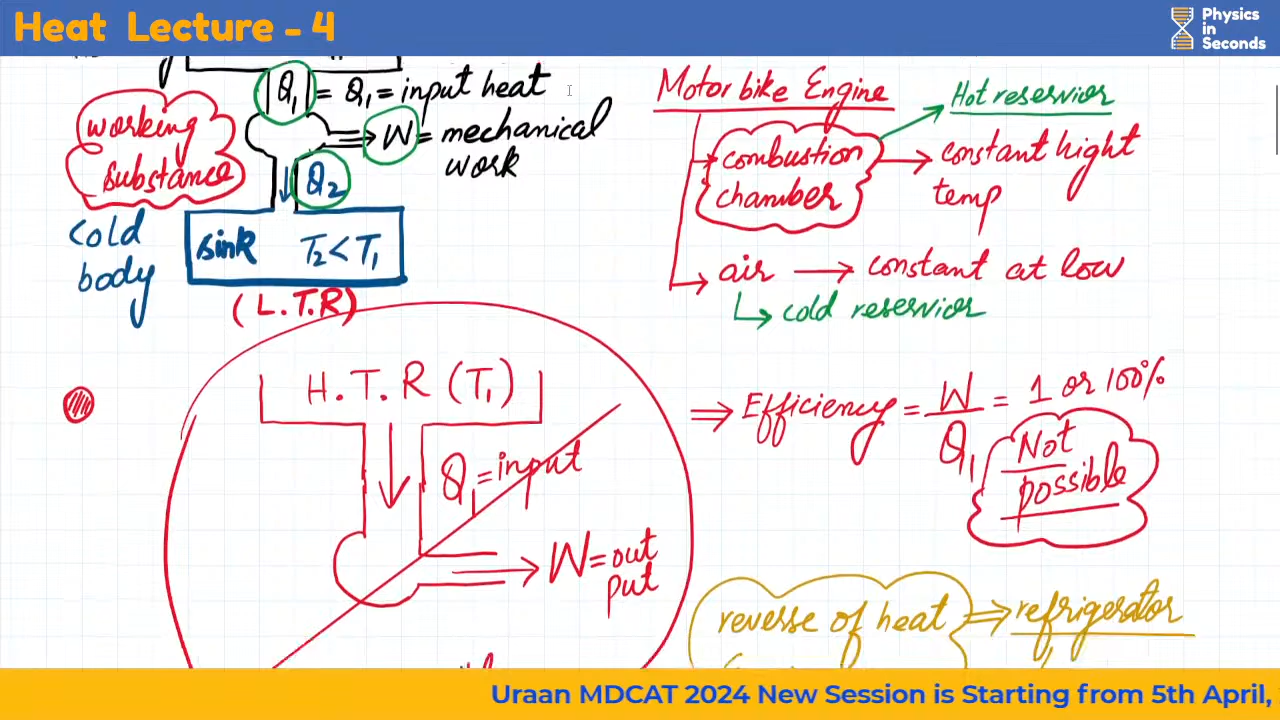 Heat Lecture - 4
Physics
in
Seconds
Q1 = Q1 = input heat
W = mechanical
work
working
substance
Q2
cold
body
sink T2 < T1
(L.T.R)
Motor bike Engine
Hot reservior
combustion
chamber
constant hight
temp
air → constant at low
cold reservior
H.T.R (T1)
Q1 = input
W = out
put
⇒ Efficiency = W/Q1 = 1 or 100%
Not
possible
reverse of heat ⇒ refrigerator
Uraan MDCAT 2024 New Session is Starting from 5th April,